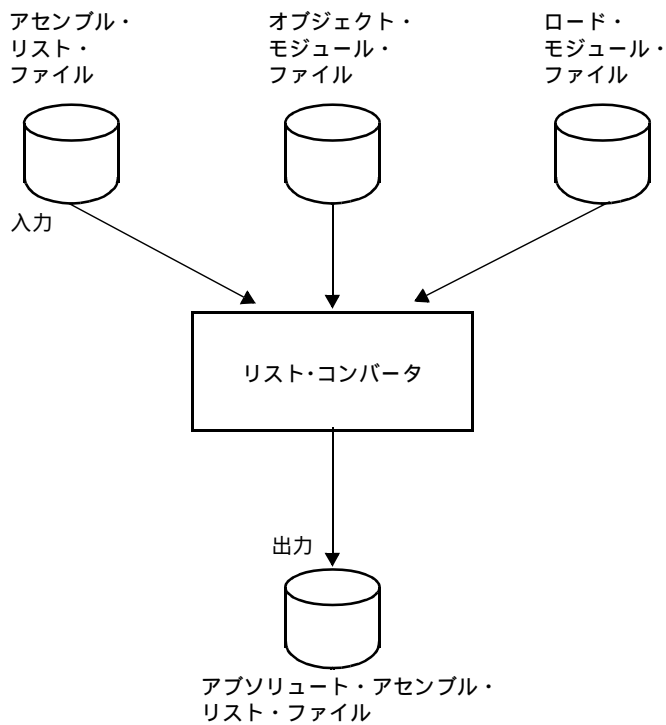 アセンブル・
リスト・
ファイル
オブジェクト・
モジュール・
ファイル
ロード・
モジュール・
ファイル
入力
リスト・コンバータ
出力
アブソリュート・アセンブル・
リスト・ファイル